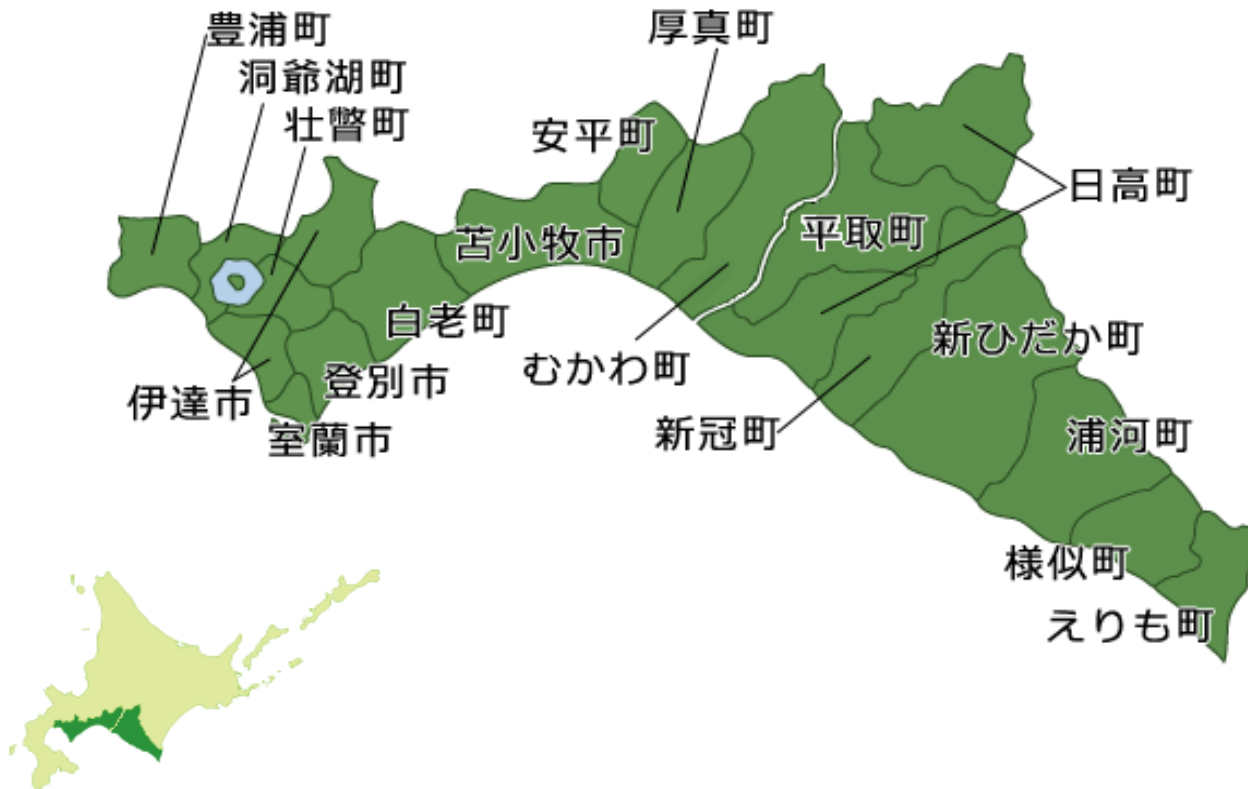 豊浦町
洞爺湖町
壮瞥町
厚真町
安平町
日高町
苫小牧市
平取町
白老町
新ひだか町
むかわ町
登別市
伊達市
新冠町
室蘭市
浦河町
様似町
えりも町